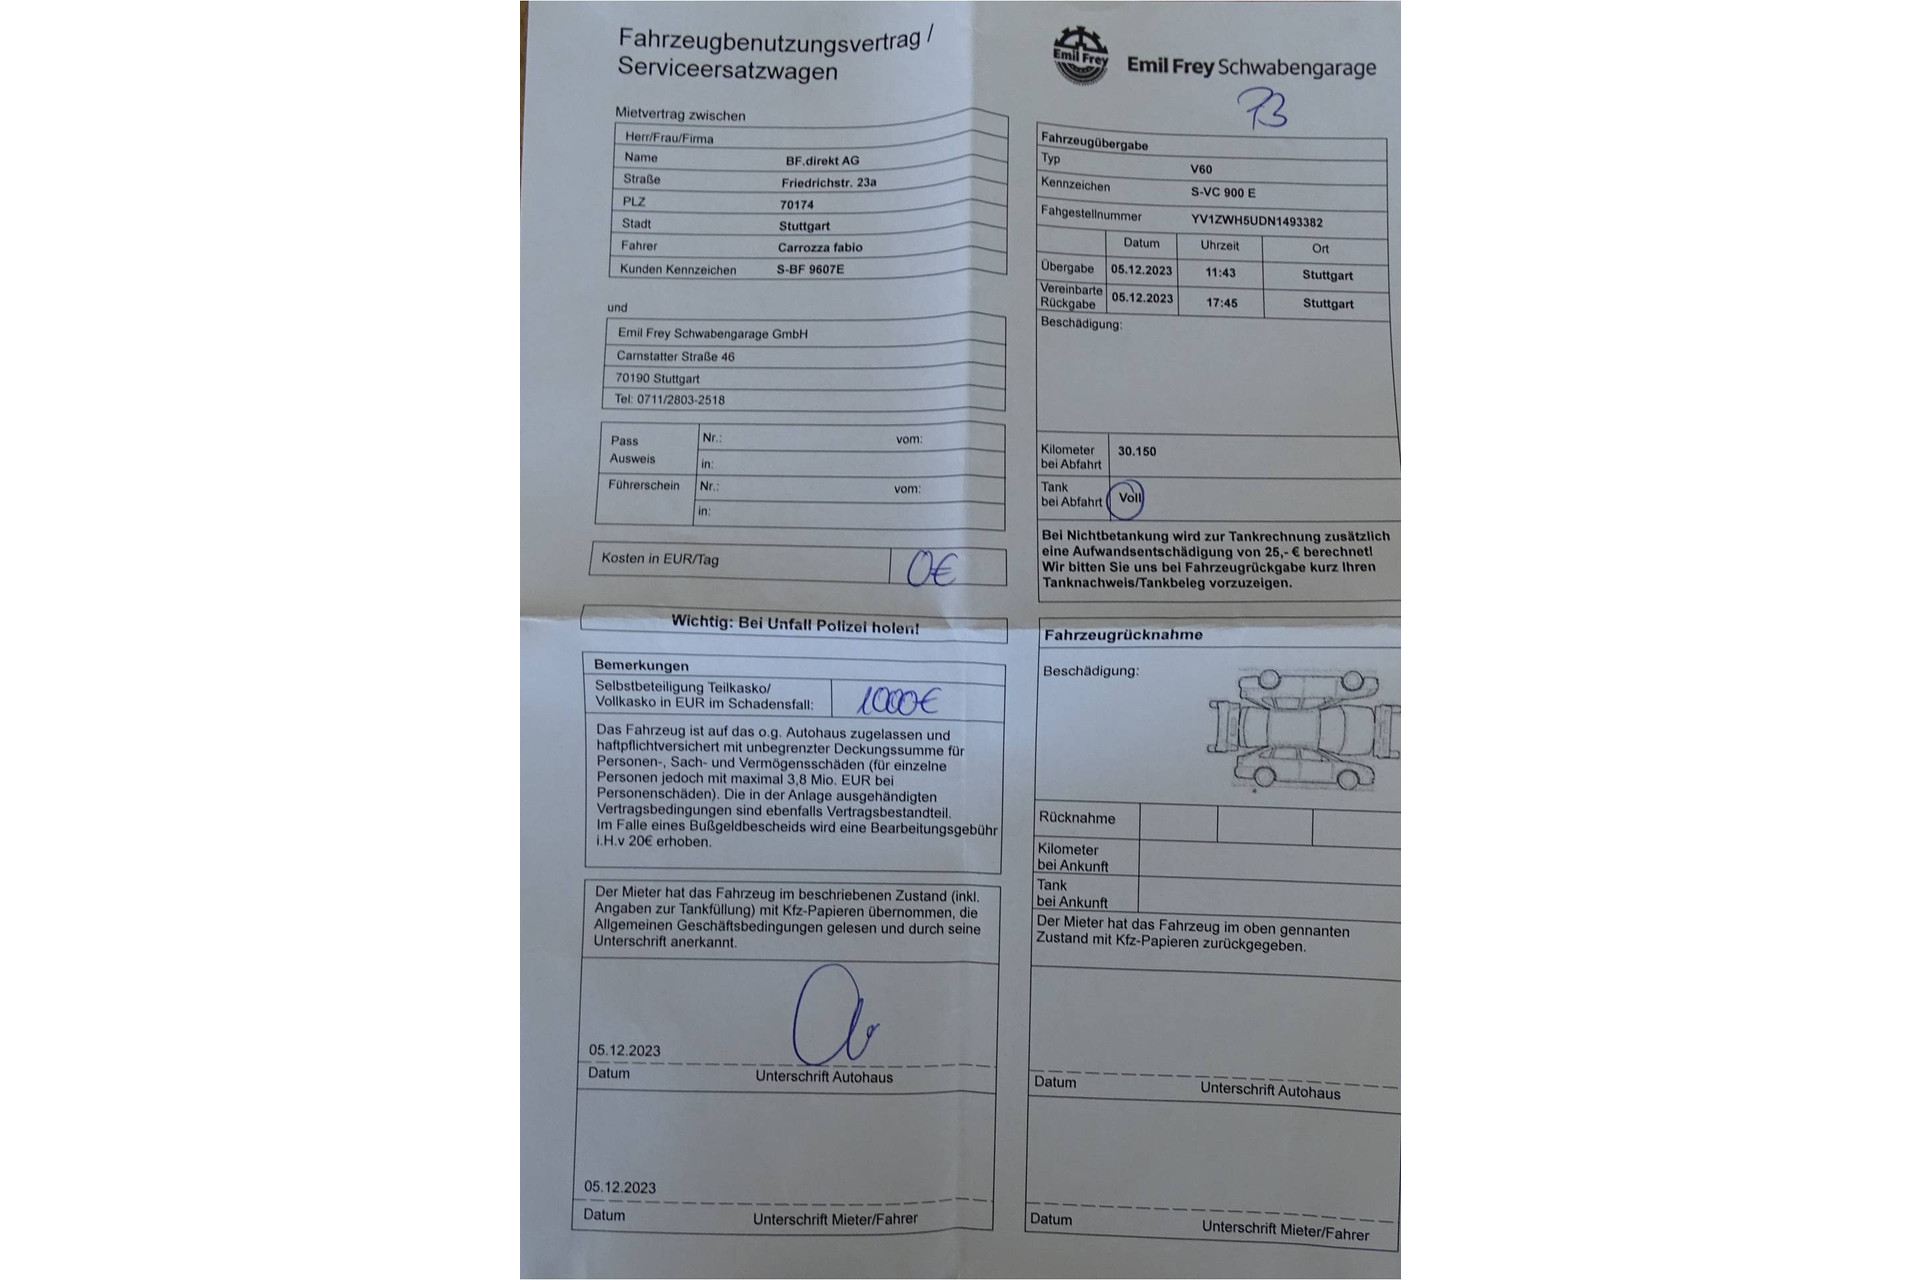 Fahrzeugbenutzungsvertrag /
Serviceersatzwagen
Mietvertrag zwischen
Herr/Frau/Firma
Name BF.direkt AG
Straße Friedrichstr. 23a
PLZ 70174
Stadt Stuttgart
Fahrer Carrozza fabio
Kunden Kennzeichen S-BF 9607E
und
Emil Frey Schwabengarage GmbH
Cannstatter Straße 46
70190 Stuttgart
Tel: 0711/2803-2518
Pass
Ausweis
Nr.: vom:
in:
Führerschein Nr.: vom:
in:
Kosten in EUR/Tag 0€
Wichtig: Bei Unfall Polizei holen!
Bemerkungen
Selbstbeteiligung Teilkasko/
Vollkasko in EUR im Schadensfall: 1000€
Das Fahrzeug ist auf das o.g. Autohaus zugelassen und
haftpflichtversichert mit unbegrenzter Deckungssumme für
Personen-, Sach- und Vermögensschäden (für einzelne
Personen jedoch mit maximal 3,8 Mio. EUR bei
Personenschäden). Die in der Anlage ausgehändigten
Vertragsbedingungen sind ebenfalls Vertragsbestandteil.
Im Falle eines Bußgeldbescheids wird eine Bearbeitungsgebühr
i.H.v 20€ erhoben.
Der Mieter hat das Fahrzeug im beschriebenen Zustand (inkl.
Angaben zur Tankfüllung) mit Kfz-Papieren übernommen, die
Allgemeinen Geschäftsbedingungen gelesen und durch seine
Unterschrift anerkannt.
05.12.2023
Datum Unterschrift Autohaus
05.12.2023
Datum Unterschrift Mieter/Fahrer
Emil Frey
Emil Frey Schwabengarage
Fahrzeugübergabe
Typ V60
Kennzeichen S-VC 900 E
Fahgestellnummer YV1ZWH5UDN1493382
Datum Uhrzeit Ort
Übergabe 05.12.2023 11:43 Stuttgart
Vereinbarte
Rückgabe 05.12.2023 17:45 Stuttgart
Beschädigung:
Kilometer
bei Abfahrt 30.150
Tank
bei Abfahrt Voll
Bei Nichtbetankung wird zur Tankrechnung zusätzlich
eine Aufwandsentschädigung von 25,- € berechnet!
Wir bitten Sie uns bei Fahrzeugrückgabe kurz Ihren
Tanknachweis/Tankbeleg vorzuzeigen.
Fahrzeugrücknahme
Beschädigung:
Rücknahme
Kilometer
bei Ankunft
Tank
bei Ankunft
Der Mieter hat das Fahrzeug im oben gennanten
Zustand mit Kfz-Papieren zurückgegeben.
Datum Unterschrift Autohaus
Datum Unterschrift Mieter/Fahrer